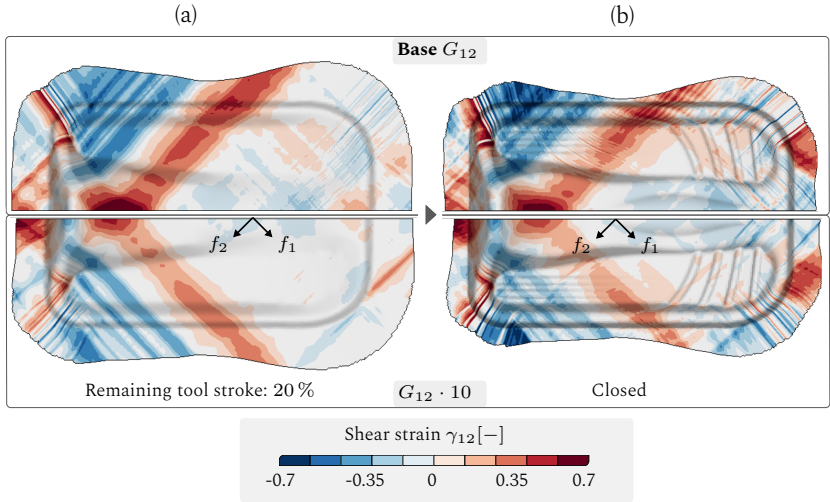 (a)
(b)
Base G₁₂
f₂
f₁
f₂
f₁
Remaining tool stroke: 20 %
G₁₂ · 10
Closed
Shear strain γ₁₂[−]
-0.7
-0.35
0
0.35
0.7